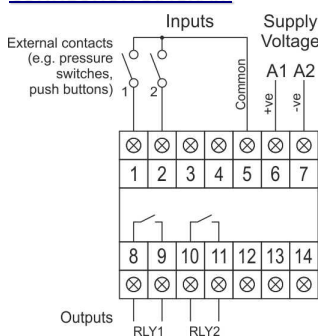 Inputs
Supply
Voltage
External contacts
(e.g. pressure
switches,
push buttons)
1 2
Common
A1 A2
+ve -ve
1 2 3 4 5 6 7
8 9 10 11 12 13 14
Outputs
RLY1 RLY2